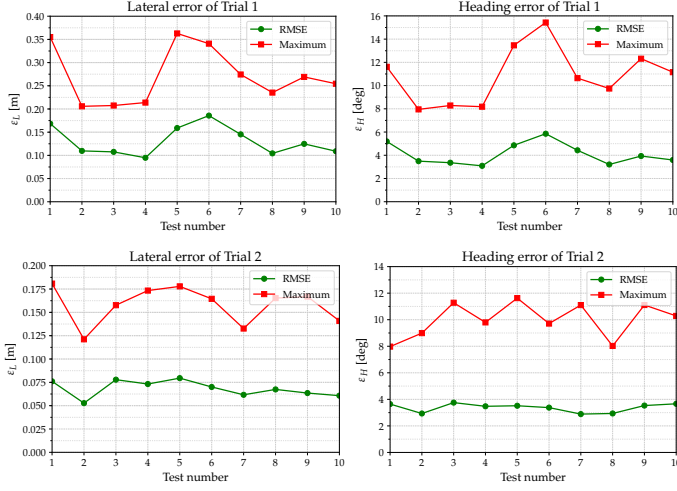 Lateral error of Trial 1
0.40
0.35
0.30
0.25
0.20
0.15
0.10
0.05
0.00
ε_L [m]
RMSE
Maximum
1 2 3 4 5 6 7 8 9 10
Test number
Heading error of Trial 1
16
14
12
10
8
6
4
2
0
ε_H [deg]
RMSE
Maximum
1 2 3 4 5 6 7 8 9 10
Test number
Lateral error of Trial 2
0.200
0.175
0.150
0.125
0.100
0.075
0.050
0.025
0.000
ε_L [m]
RMSE
Maximum
1 2 3 4 5 6 7 8 9 10
Test number
Heading error of Trial 2
14
12
10
8
6
4
2
0
ε_H [deg]
RMSE
Maximum
1 2 3 4 5 6 7 8 9 10
Test number